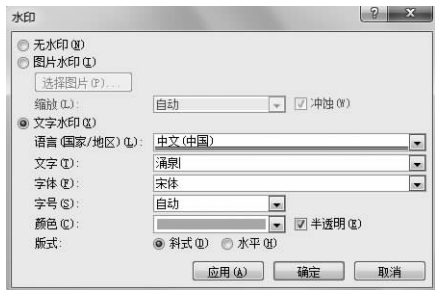 水印
无水印(N)
图片水印(I)
选择图片(P)...
缩放(L): 自动 冲蚀(W)
文字水印(X)
语言(国家/地区)(L): 中文(中国)
文字(T): 涌泉
字体(F): 宋体
字号(S): 自动
颜色(C): 半透明(E)
版式: 斜式(D) 水平(H)
应用(A) 确定 取消